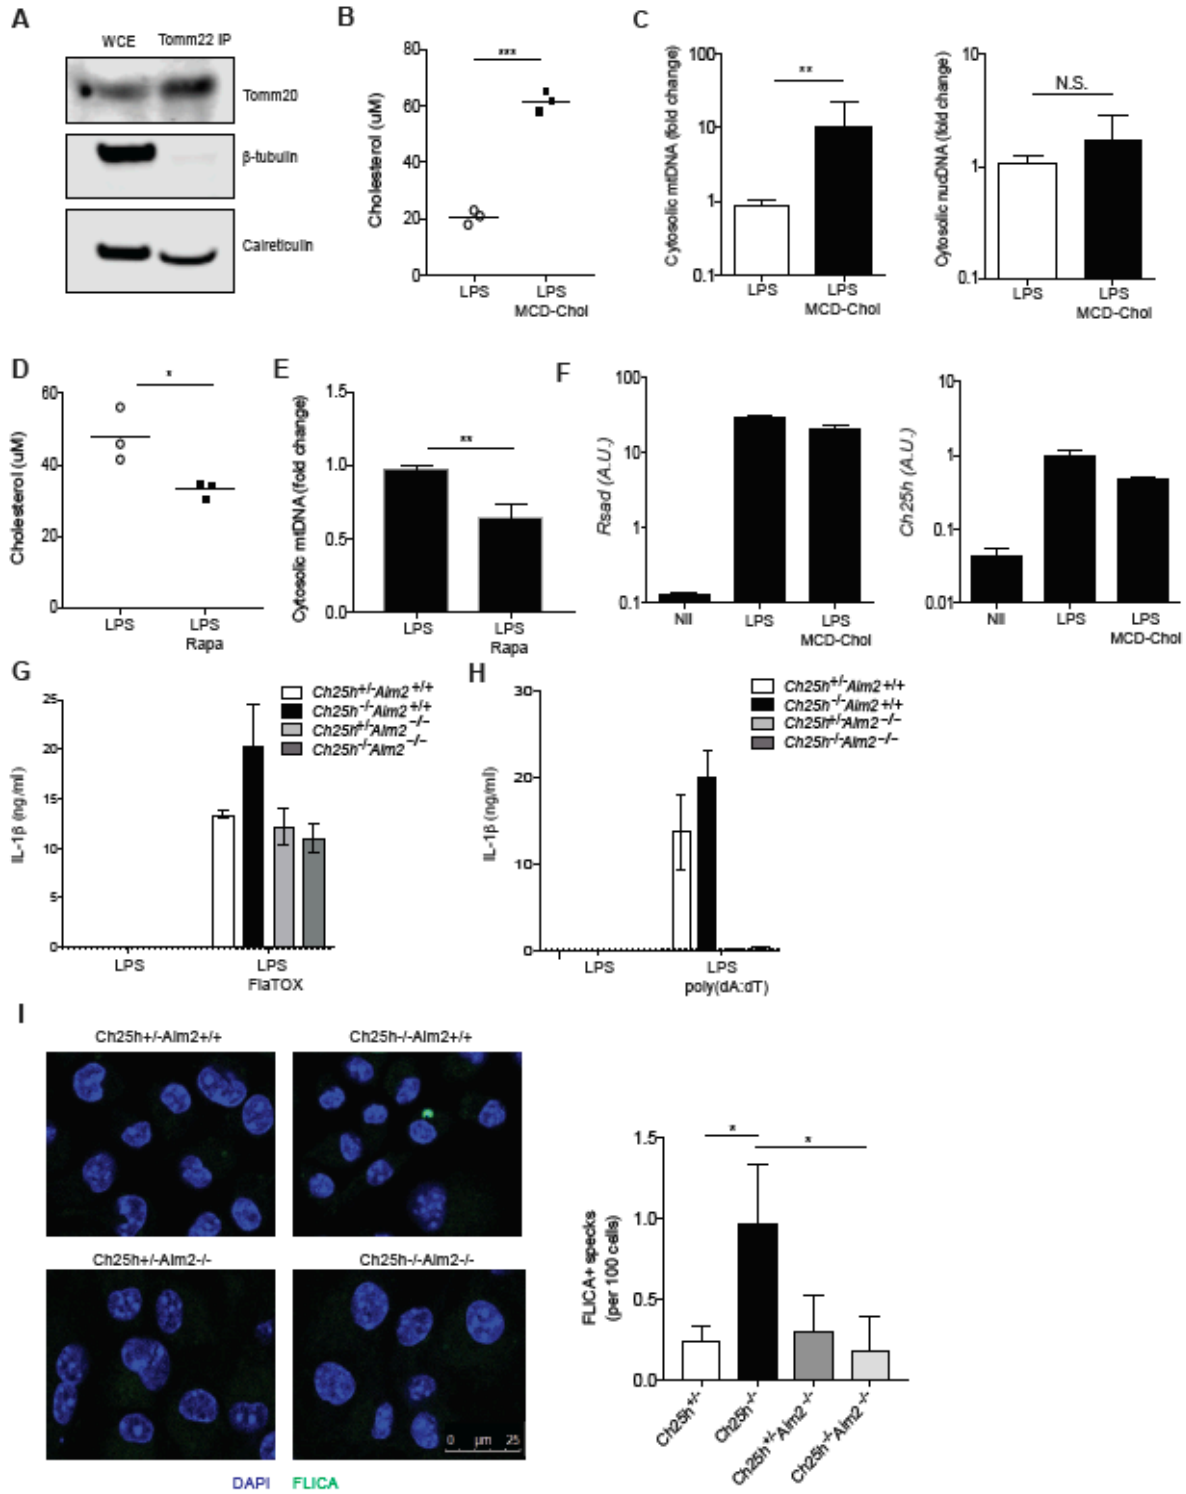 A
WCE Tomm22 IP
Tomm20
β-tubulin
Calreticulin
B
Cholesterol (uM)
80
60
40
20
0
***
LPS
LPS
MCD-Chol
C
Cytosolic mtDNA (fold change)
100
10
1
0.1
**
LPS
LPS
MCD-Chol
Cytosolic nucDNA (fold change)
10
1
0.1
N.S.
LPS
LPS
MCD-Chol
D
Cholesterol (uM)
60
40
20
0
*
LPS
LPS
Rapa
E
Cytosolic mtDNA (fold change)
1.5
1.0
0.5
0.0
**
LPS
LPS
Rapa
F
Rsad (A.U.)
100
10
1
0.1
Nil
LPS
LPS
MCD-Chol
Ch25h (A.U.)
10
1
0.1
0.01
Nil
LPS
LPS
MCD-Chol
G
IL-1β (ng/ml)
25
20
15
10
5
0
Ch25h+/-Aim2+/+
Ch25h-/-Aim2+/+
Ch25h+/-Aim2-/-
Ch25h-/-Aim2-/-
LPS
LPS
FlaTOX
H
IL-1β (ng/ml)
30
20
10
0
Ch25h+/-Aim2+/+
Ch25h-/-Aim2+/+
Ch25h+/-Aim2-/-
Ch25h-/-Aim2-/-
LPS
LPS
poly(dA:dT)
I
Ch25h+/-Aim2+/+
Ch25h-/-Aim2+/+
Ch25h+/-Aim2-/-
Ch25h-/-Aim2-/-
0 µm 25
DAPI FLICA
FLICA+ specks
(per 100 cells)
1.5
1.0
0.5
0.0
*
*
Ch25h+/-
Ch25h-/-
Ch25h+/-Aim2-/-
Ch25h-/-Aim2-/-